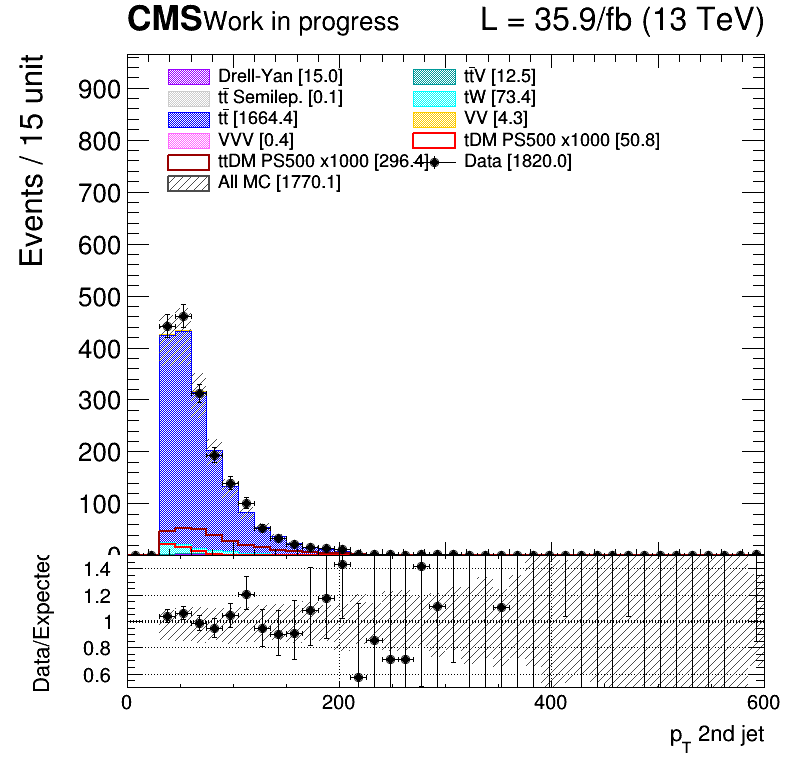 CMS Work in progress L = 35.9/fb (13 TeV)
Drell-Yan [15.0] tt̄V [12.5]
tt̄ Semilep. [0.1] tW [73.4]
tt̄ [1664.4] VV [4.3]
VVV [0.4] tDM PS500 x1000 [50.8]
ttDM PS500 x1000 [296.4] Data [1820.0]
All MC [1770.1]
Events / 15 unit
900
800
700
600
500
400
300
200
100
0
Data/Expected
1.4
1.2
1
0.8
0.6
0 200 400 600
p_T 2nd jet